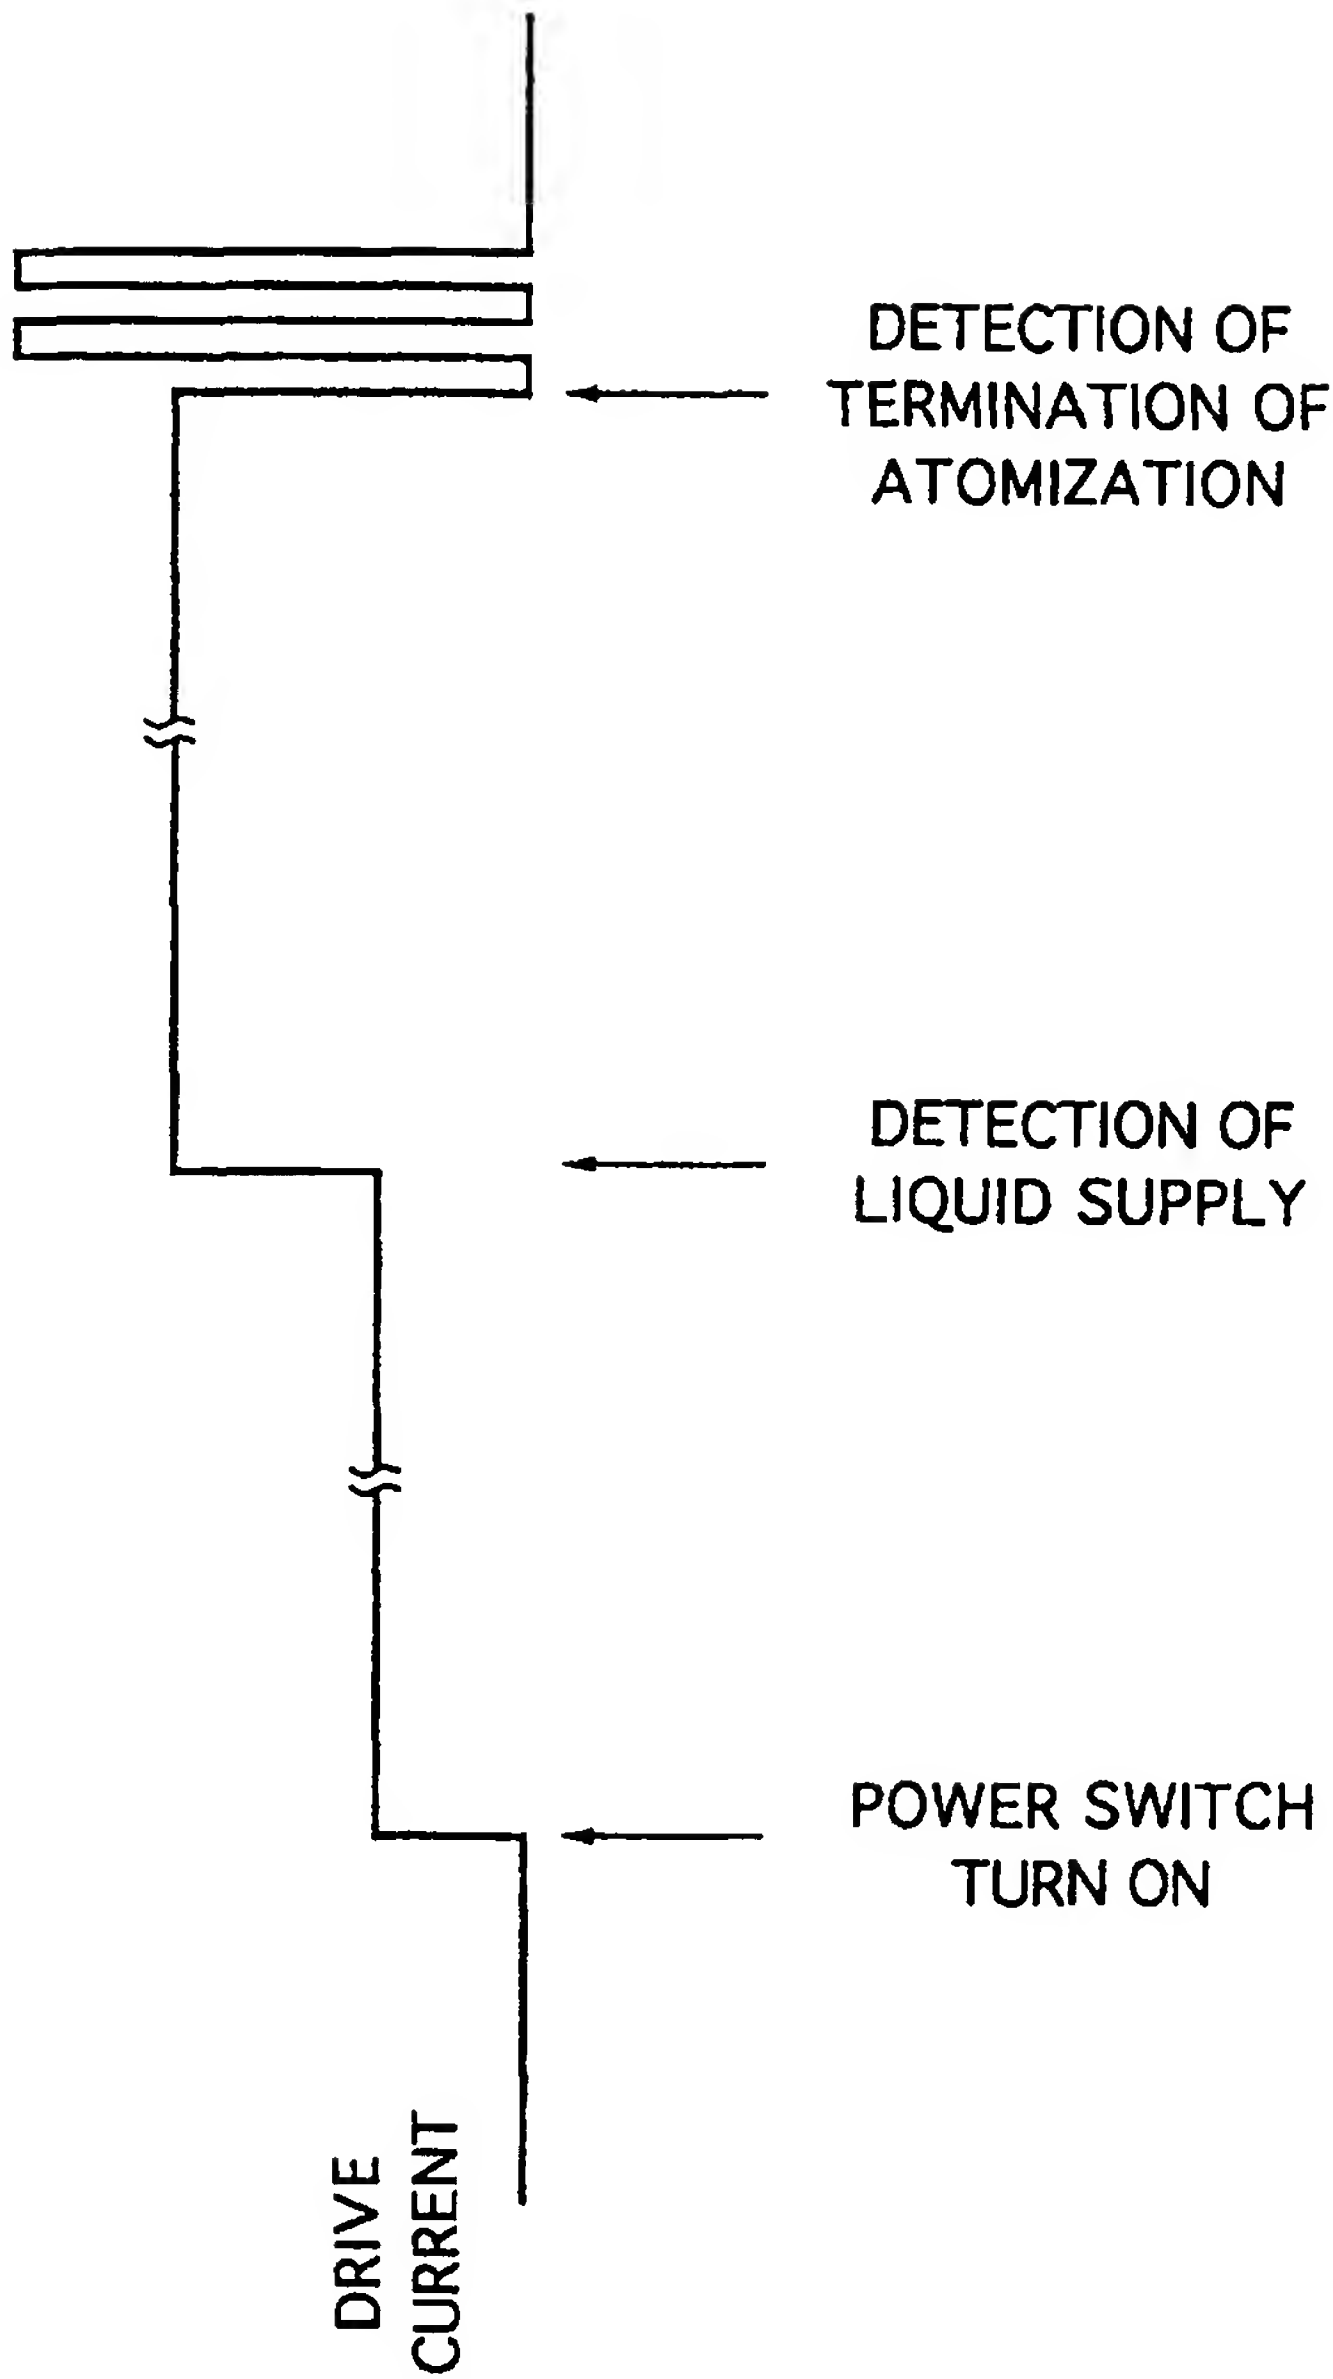 DETECTION OF
TERMINATION OF
ATOMIZATION
DETECTION OF
LIQUID SUPPLY
POWER SWITCH
TURN ON
DRIVE
CURRENT